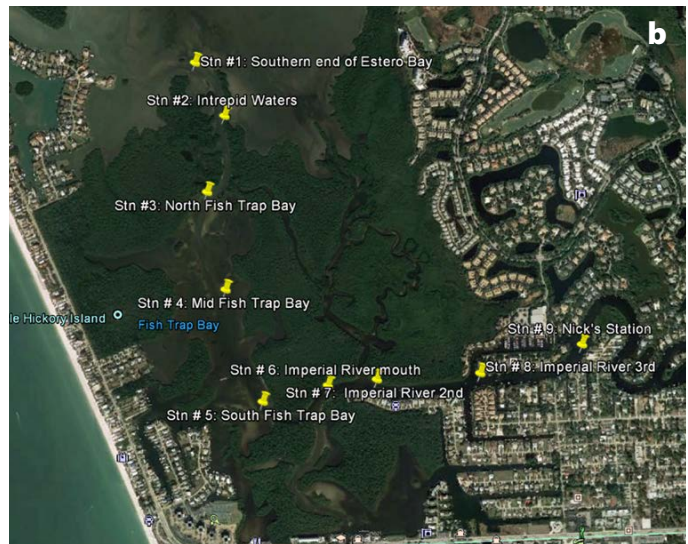 b
Stn #1: Southern end of Estero Bay
Stn #2: Intrepid Waters
Stn #3: North Fish Trap Bay
Stn # 4: Mid Fish Trap Bay
le Hickory Island
Fish Trap Bay
Stn # 9: Nick's Station
Stn # 6: Imperial River mouth
Stn # 8: Imperial River 3rd
Stn # 7: Imperial River 2nd
Stn # 5: South Fish Trap Bay